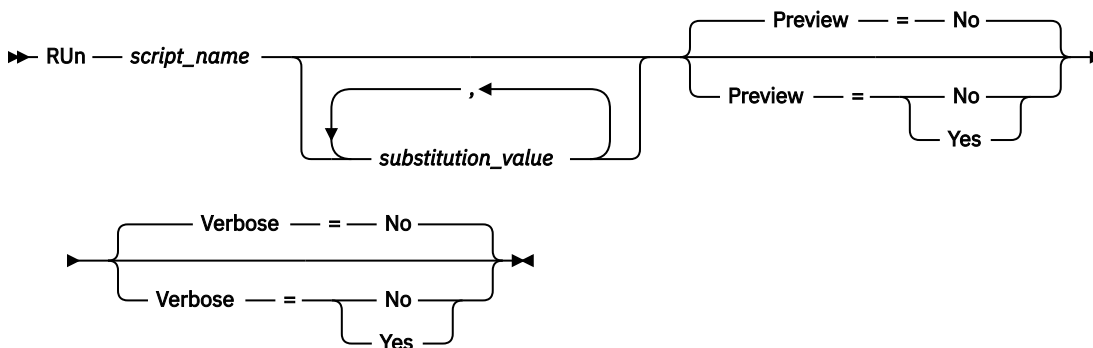 Preview = No
RUn script_name
,
Preview = No
Yes
substitution_value
Verbose = No
Verbose = No
Yes